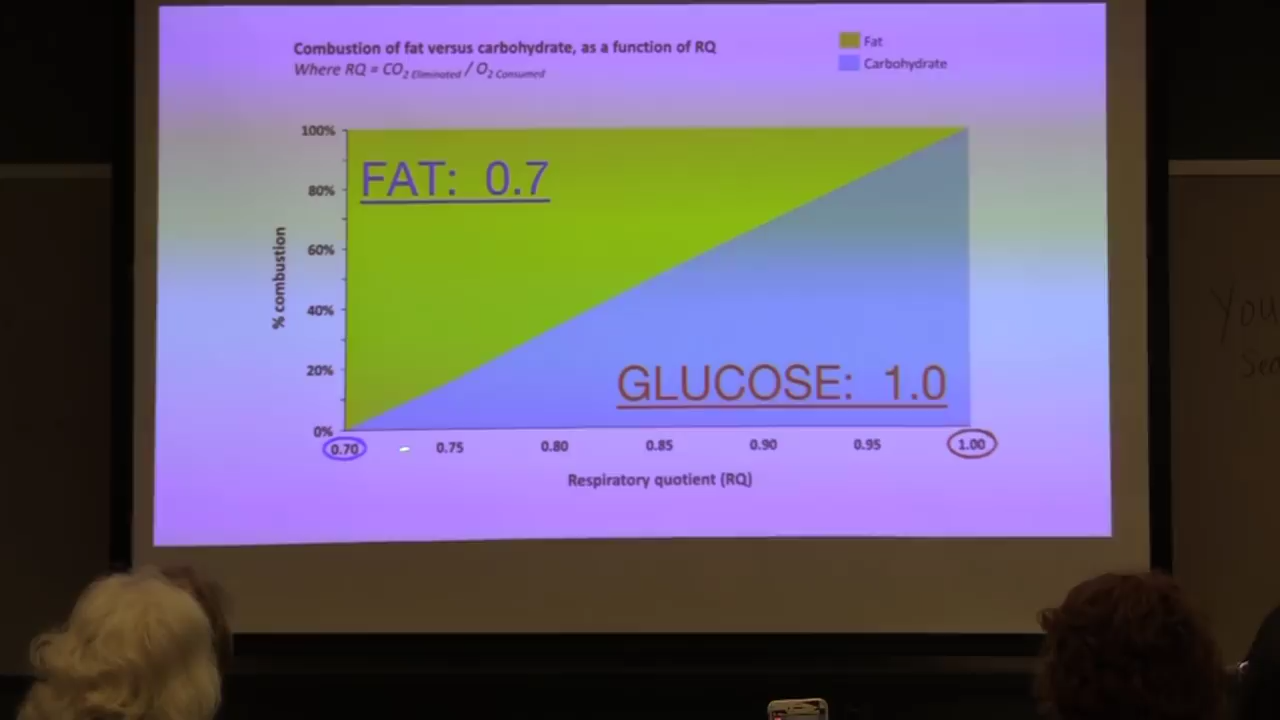 Combustion of fat versus carbohydrate, as a function of RQ
Where RQ = CO2 Eliminated / O2 Consumed
Fat
Carbohydrate
100%
80%
60%
40%
20%
0%
% combustion
FAT: 0.7
GLUCOSE: 1.0
0.70 0.75 0.80 0.85 0.90 0.95 1.00
Respiratory quotient (RQ)
You